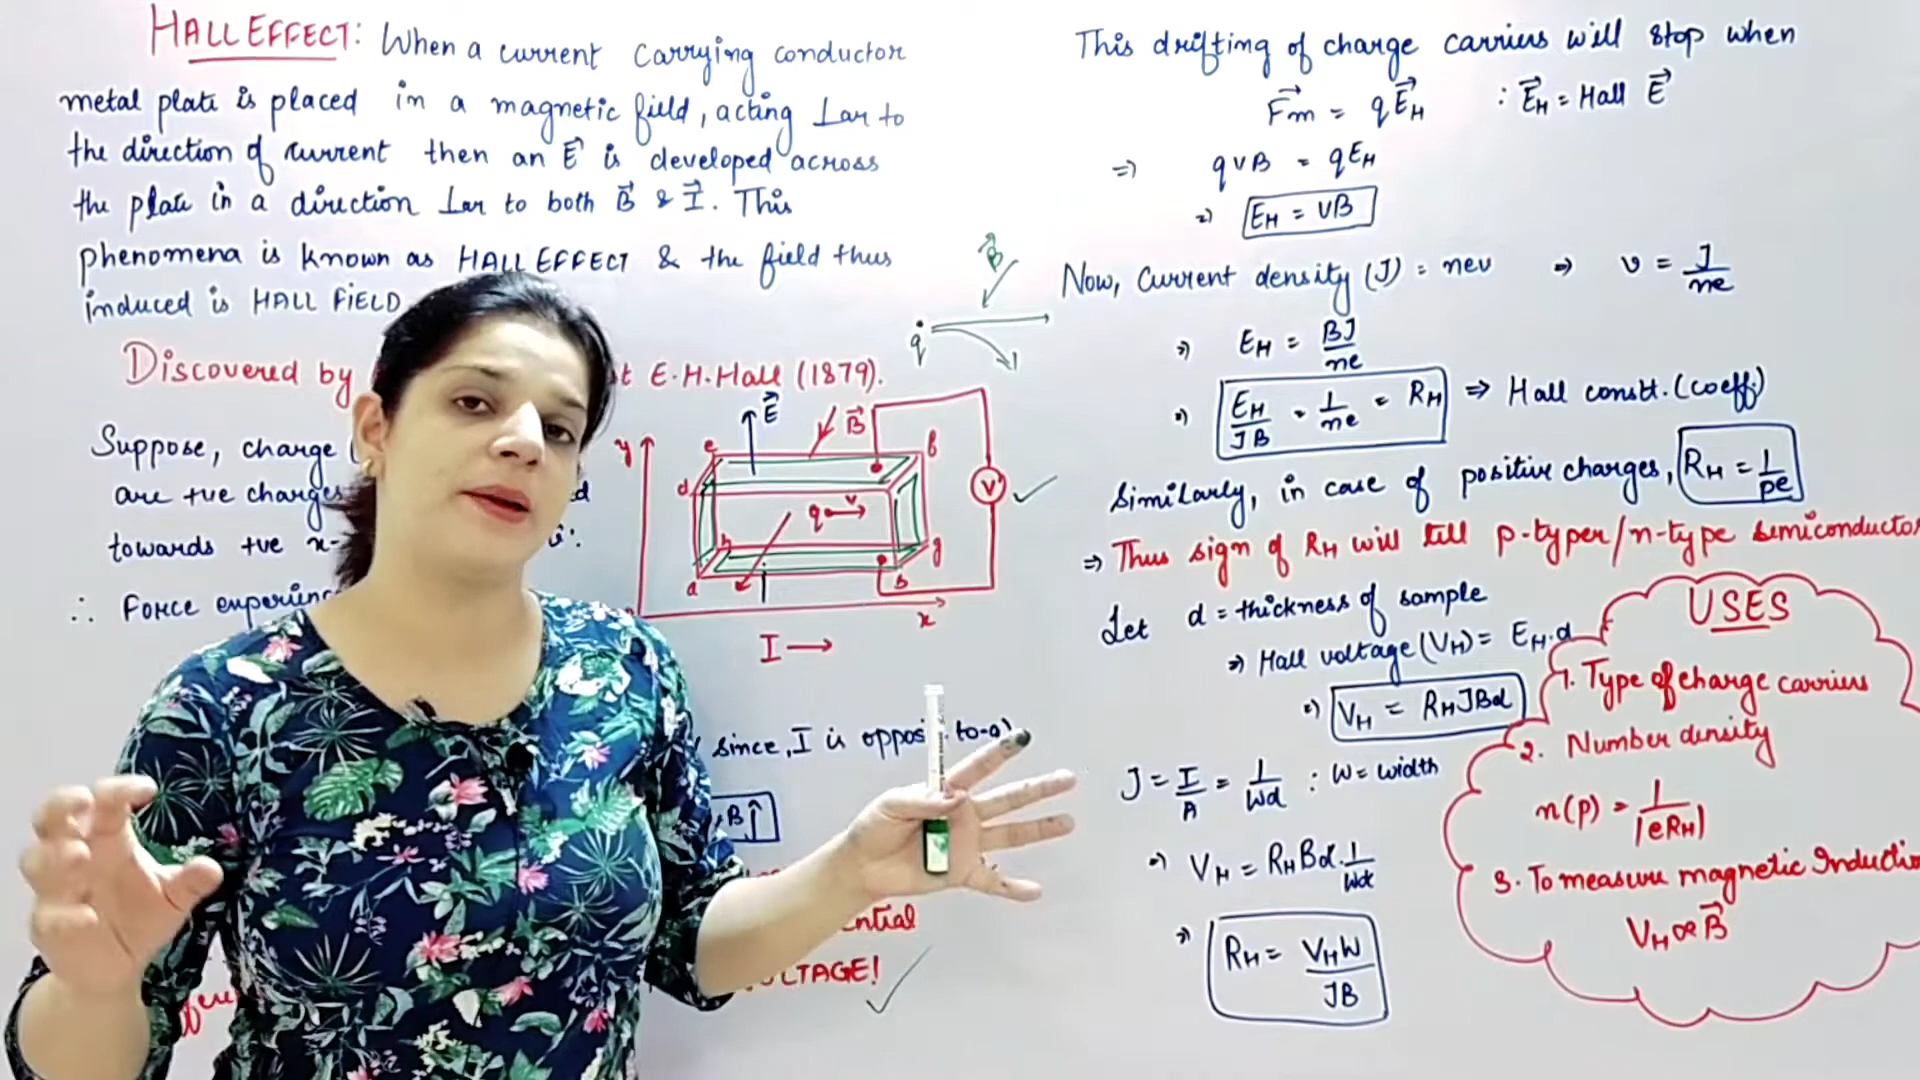 HALL EFFECT: When a current carrying conductor
metal plate is placed in a magnetic field, acting ⊥ar to
the direction of current then an E⃗ is developed across
the plate in a direction ⊥ar to both B⃗ & I⃗. This
phenomena is known as HALL EFFECT & the field thus
induced is HALL FIELD
Discovered by
st E.H.Hall (1879).
Suppose, charge (
are +ve charges
d
towards +ve x-
∴ Force
B⃗
q
E⃗
B⃗
y
e
f
d
q v
V
h
g
a
b
x
I →
since, I is
B]
ential
VOLTAGE!
This drifting of charge carriers will stop when
F⃗m = qE⃗H : E⃗H = Hall E⃗
⇒ qvB = qEH
⇒ EH = VB
Now, Current density (J) = nev ⇒ v = J/ne
⇒ EH = BJ/ne
⇒ EH/JB = 1/ne = RH ⇒ Hall constt. (coeff.)
Similarly, in case of positive charges, RH = 1/pe
⇒ Thus sign of RH will tell p-typer/n-type semiconductor
Let d = thickness of sample
⇒ Hall voltage (VH) = EH.d
⇒ VH = RHJBd
J = I/A = I/Wd : W = width
⇒ VH = RHBd.I/Wd
⇒ RH = VHW/IB
USES
1. Type of charge carriers
2. Number density
n(p) = 1/|eRH|
3. To measure magnetic Inductio
VH ∝ B⃗